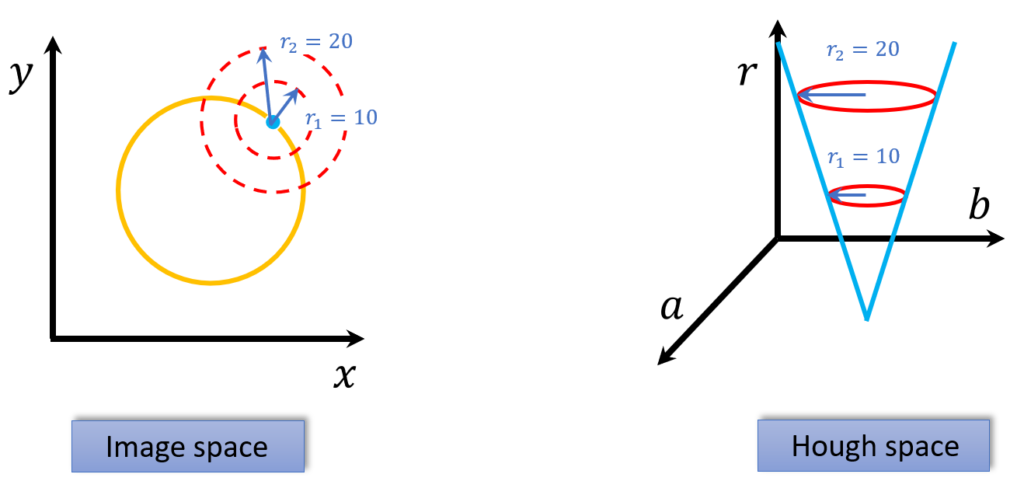 y
r₂ = 20
r₁ = 10
x
Image space
r
r₂ = 20
r₁ = 10
b
a
Hough space